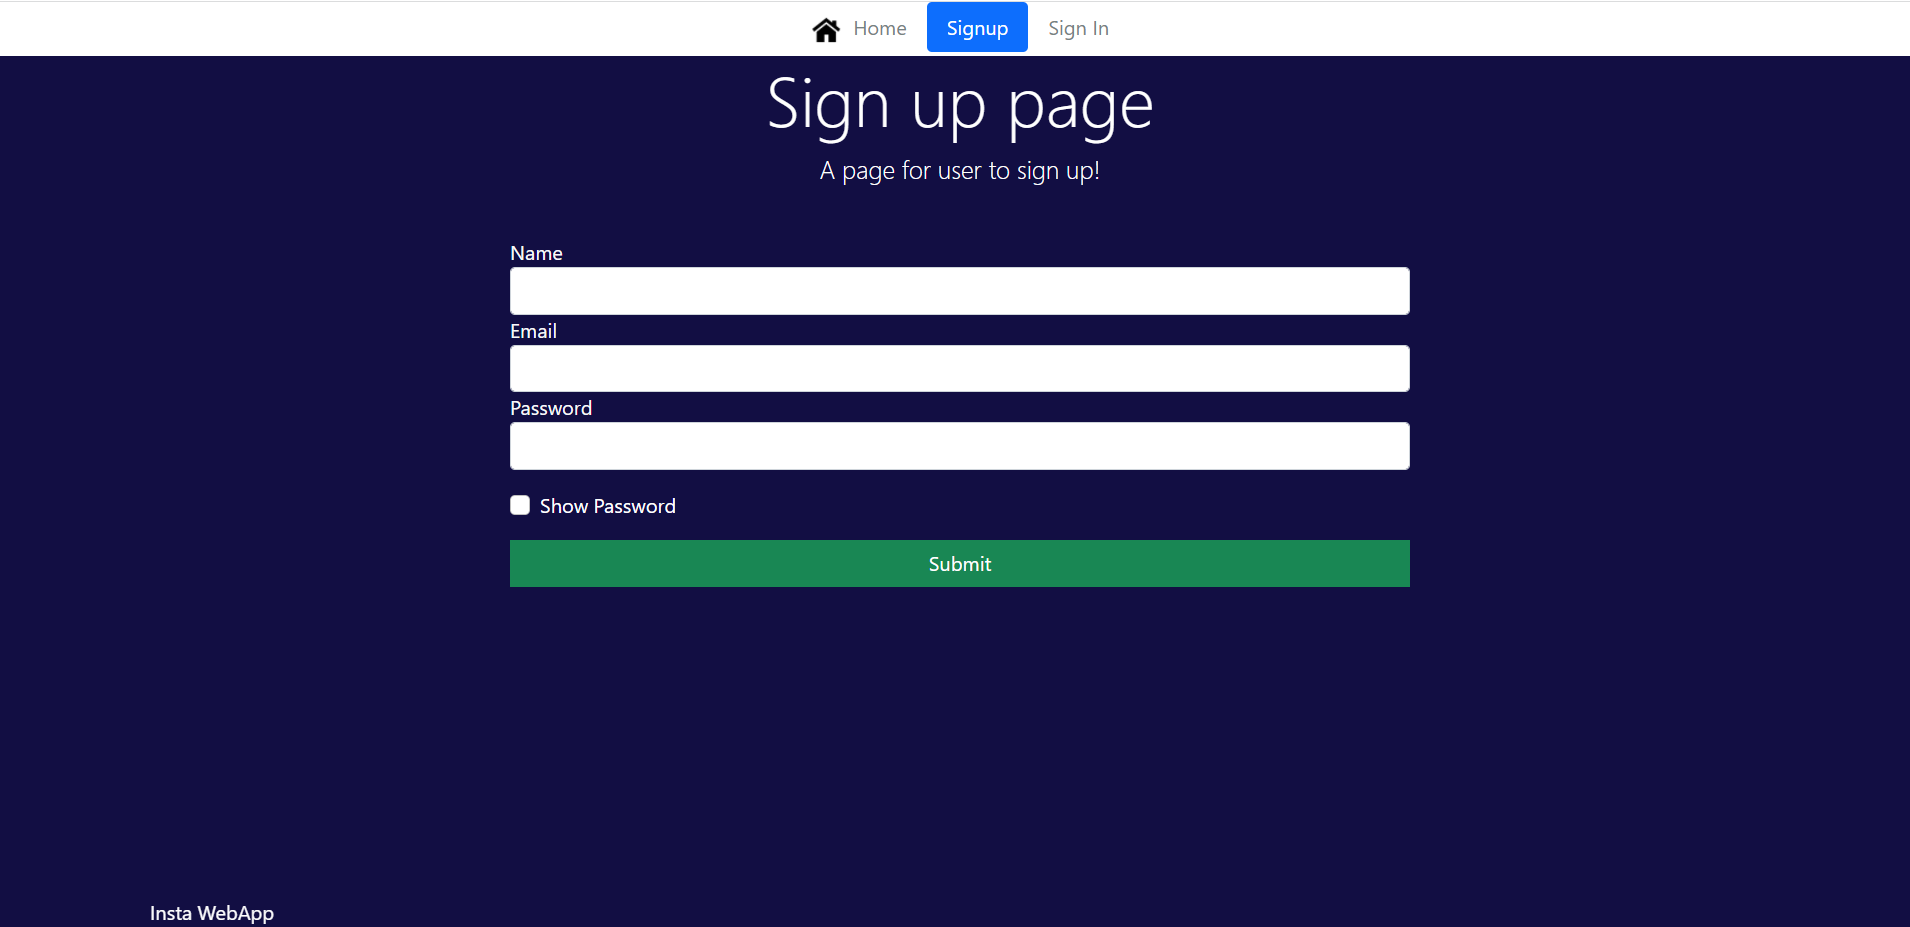 Home Signup Sign In
Sign up page
A page for user to sign up!
Name
Email
Password
Show Password
Submit
Insta WebApp